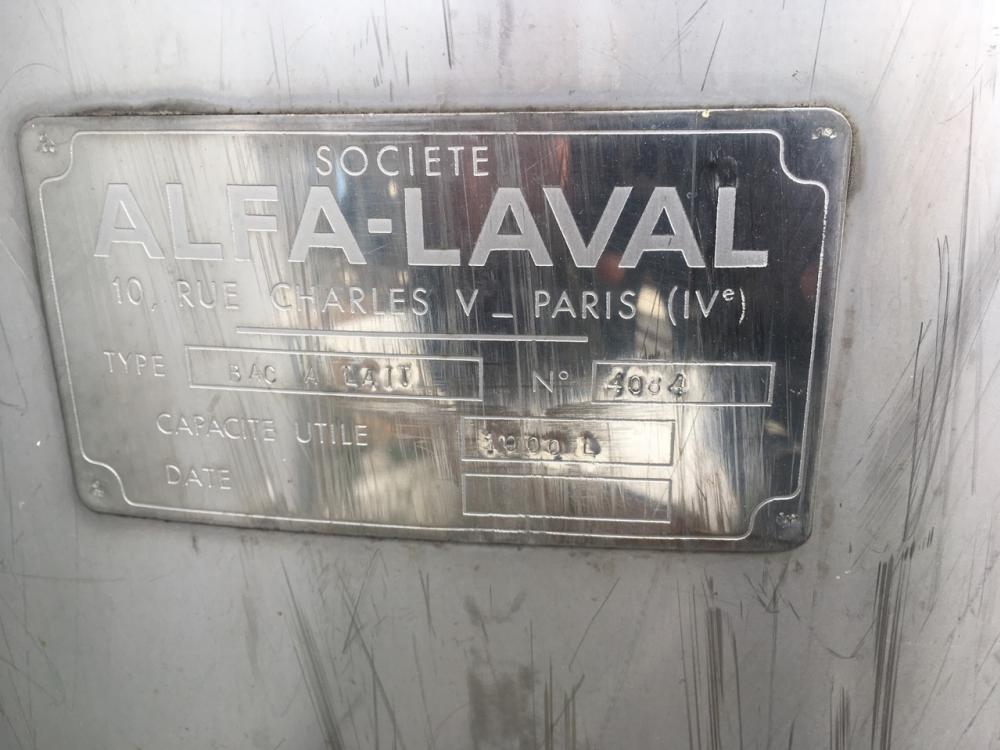 SOCIETE
ALFA-LAVAL
10, RUE CHARLES V_ PARIS (IVe)
TYPE BAC A LAIT N° 4084
CAPACITE UTILE 1000 L
DATE